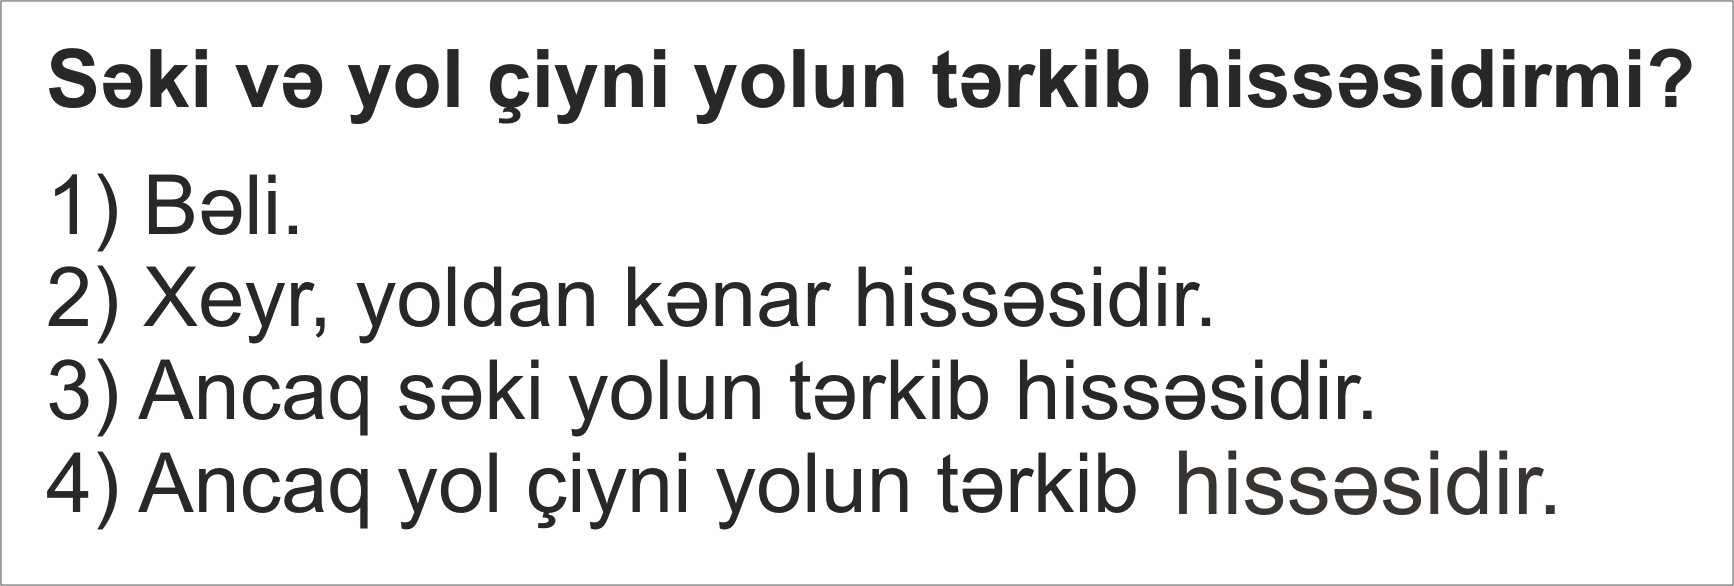 Səki və yol çiyni yolun tərkib hissəsidirmi?
1) Bəli.
2) Xeyr, yoldan kənar hissəsidir.
3) Ancaq səki yolun tərkib hissəsidir.
4) Ancaq yol çiyni yolun tərkib hissəsidir.